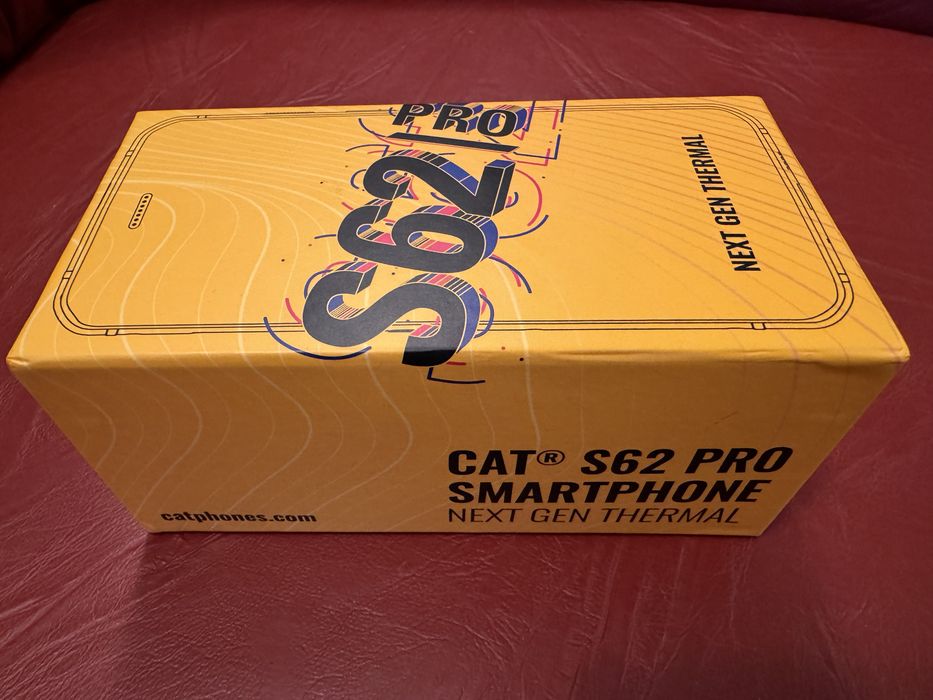 S62
PRO
NEXT GEN THERMAL
CAT® S62 PRO
SMARTPHONE
NEXT GEN THERMAL
catphones.com